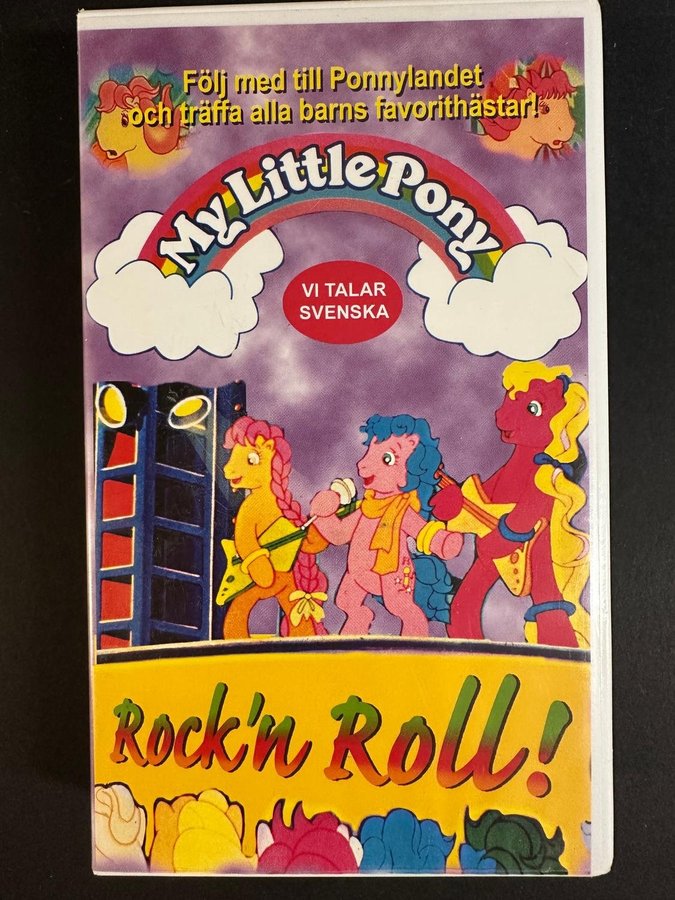 Följ med till Ponnylandet
och träffa alla barns favorithästar!
My Little Pony
VI TALAR
SVENSKA
Rock'n Roll!